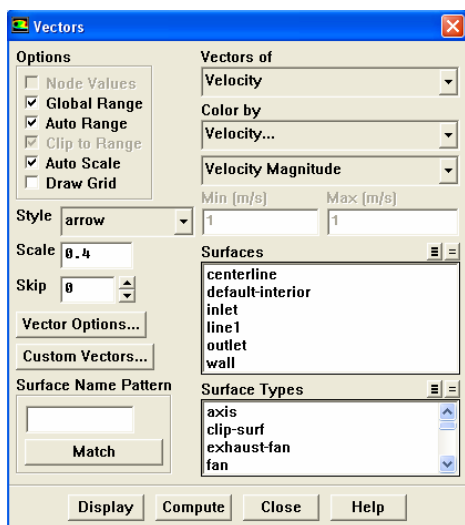 Vectors
Options
Node Values
Global Range
Auto Range
Clip to Range
Auto Scale
Draw Grid
Style arrow
Scale 0.4
Skip 0
Vector Options...
Custom Vectors...
Surface Name Pattern
Match
Vectors of
Velocity
Color by
Velocity...
Velocity Magnitude
Min (m/s) Max (m/s)
1 1
Surfaces
centerline
default-interior
inlet
line1
outlet
wall
Surface Types
axis
clip-surf
exhaust-fan
fan
Display Compute Close Help